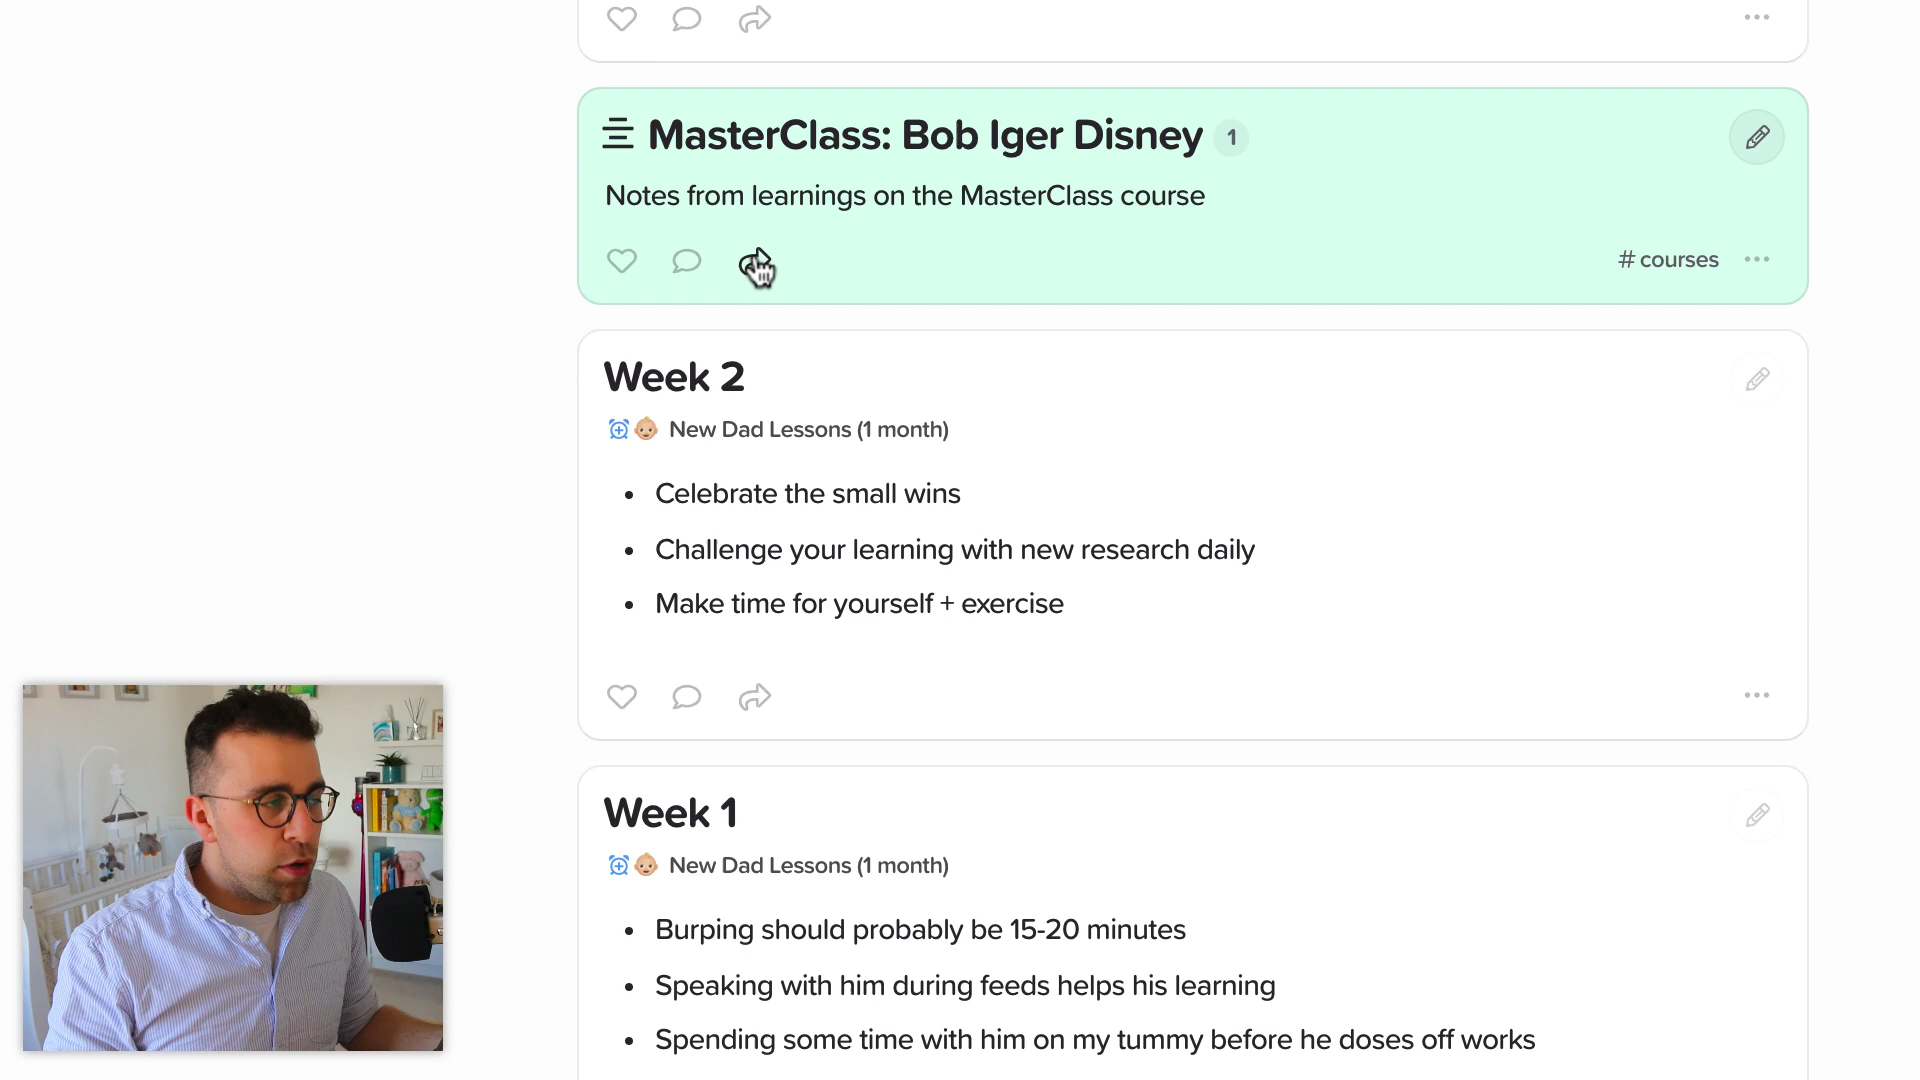 MasterClass: Bob Iger Disney 1
Notes from learnings on the MasterClass course
# courses
Week 2
New Dad Lessons (1 month)
• Celebrate the small wins
• Challenge your learning with new research daily
• Make time for yourself + exercise
Week 1
New Dad Lessons (1 month)
• Burping should probably be 15-20 minutes
• Speaking with him during feeds helps his learning
• Spending some time with him on my tummy before he doses off works